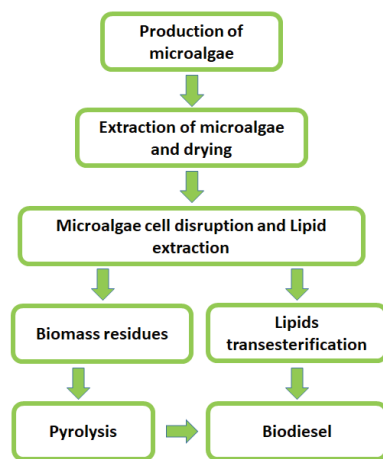 Production of
microalgae
Extraction of microalgae
and drying
Microalgae cell disruption and Lipid
extraction
Biomass residues
Lipids
transesterification
Pyrolysis
Biodiesel